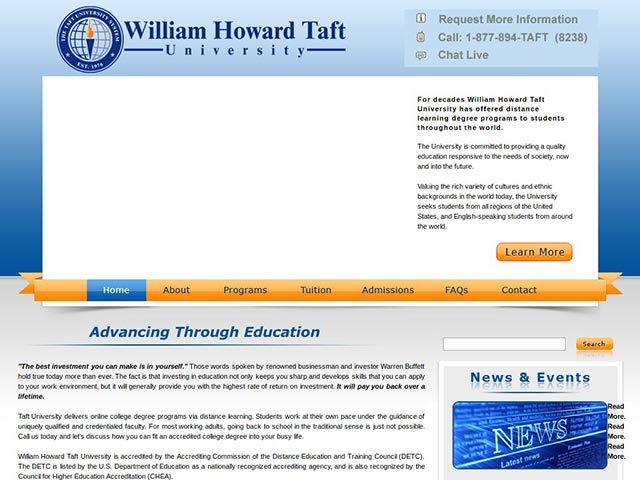 THE TAFT UNIVERSITY SYSTEM
EST. 1976
William Howard Taft
University
Request More Information
Call: 1-877-894-TAFT (8238)
Chat Live
For decades William Howard Taft
University has offered distance
learning degree programs to students
throughout the world.
The University is committed to providing a quality
education responsive to the needs of society, now
and into the future.
Valuing the rich variety of cultures and ethnic
backgrounds in the world today, the University
seeks students from all regions of the United
States, and English-speaking students from around
the world.
Learn More
Home About Programs Tuition Admissions FAQs Contact
Advancing Through Education
Search
"The best investment you can make is in yourself." Those words spoken by renowned businessman and investor Warren Buffett
hold true today more than ever. The fact is that investing in education not only keeps you sharp and develops skills that you can apply
to your work environment, but it will generally provide you with the highest rate of return on investment. It will pay you back over a
lifetime.
Taft University delivers online college degree programs via distance learning. Students work at their own pace under the guidance of
uniquely qualified and credentialed faculty. For most working adults, going back to school in the traditional sense is just not possible.
Call us today and let's discuss how you can fit an accredited college degree into your busy life.
William Howard Taft University is accredited by the Accrediting Commission of the Distance Education and Training Council (DETC).
The DETC is listed by the U.S. Department of Education as a nationally recognized accrediting agency, and is also recognized by the
Council for Higher Education Accreditation (CHEA).
News & Events
NEWS
Latest news
Read
More.
Read
More.
Read
More.